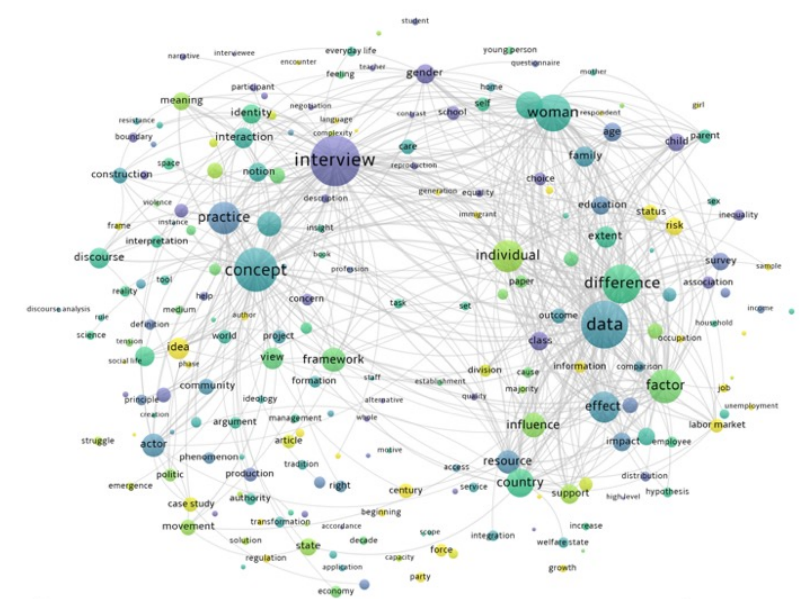 student
everyday life
young person
narrative
interviewee
encounter
teacher
questionnaire
feeling
gender
mother
participant
home
meaning
negotiation
self
woman
respondent
girl
identity
contrast
school
resistance
language
boundary
interaction
complexity
age
child
parent
care
interview
family
space
notion
reproduction
construction
choice
generation
equality
description
violence
education
sex
practice
immigrant
status
inequality
frame
instance
insight
risk
interpretation
extent
discourse
book
individual
survey
sample
concept
profession
reality
tool
paper
difference
association
help
concern
discourse analysis
medium
task
set
income
rule
author
outcome
definition
data
household
science
world
project
tension
class
occupation
idea
social life
phase
view
framework
information
comparison
division
cause
formation
staff
establishment
community
factor
majority
job
principle
ideology
alternative
quality
creation
effect
unemployment
argument
management
whole
influence
labor market
struggle
actor
article
impact
employee
motive
phenomenon
tradition
resource
access
politic
production
right
country
distribution
emergence
service
century
support
high level
hypothesis
case study
authority
beginning
movement
transformation
accordance
increase
scope
integration
solution
decade
state
welfare state
force
regulation
capacity
application
growth
party
economy